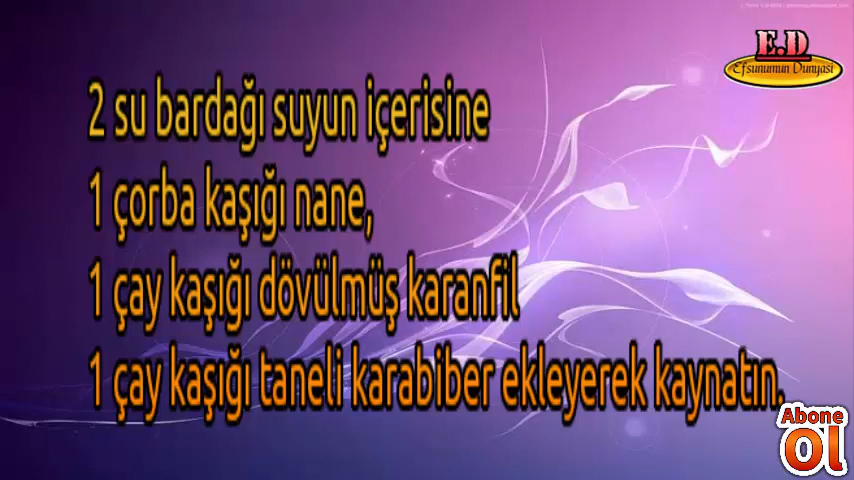 E.D
Efsunumun Dunyasi
2 su bardağı suyun içerisine
1 çorba kaşığı nane,
1 çay kaşığı dövülmüş karanfil
1 çay kaşığı taneli karabiber ekleyerek kaynatın.
Abone
Ol